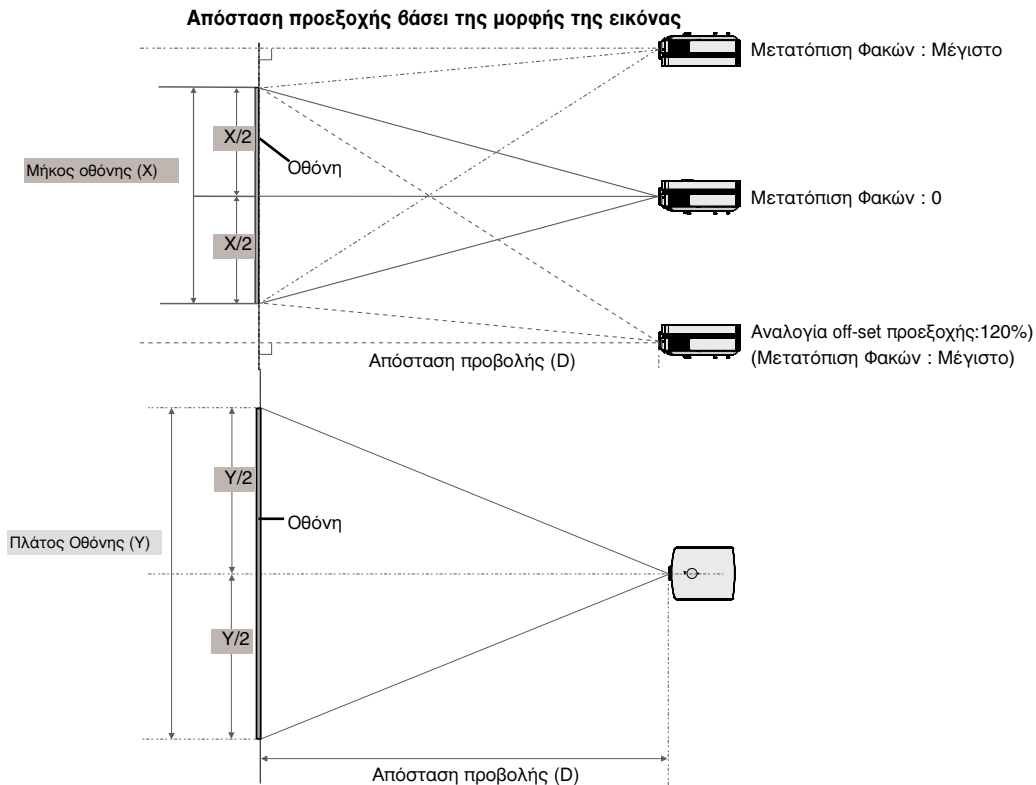 Απόσταση προεξοχής βάσει της μορφής της εικόνας
Μετατόπιση Φακών : Μέγιστο
X/2
Οθόνη
Μήκος οθόνης (X)
Μετατόπιση Φακών : 0
X/2
Αναλογία off-set προεξοχής:120%)
Απόσταση προβολής (D)
(Μετατόπιση Φακών : Μέγιστο)
Y/2
Οθόνη
Πλάτος Οθόνης (Y)
Y/2
Απόσταση προβολής (D)